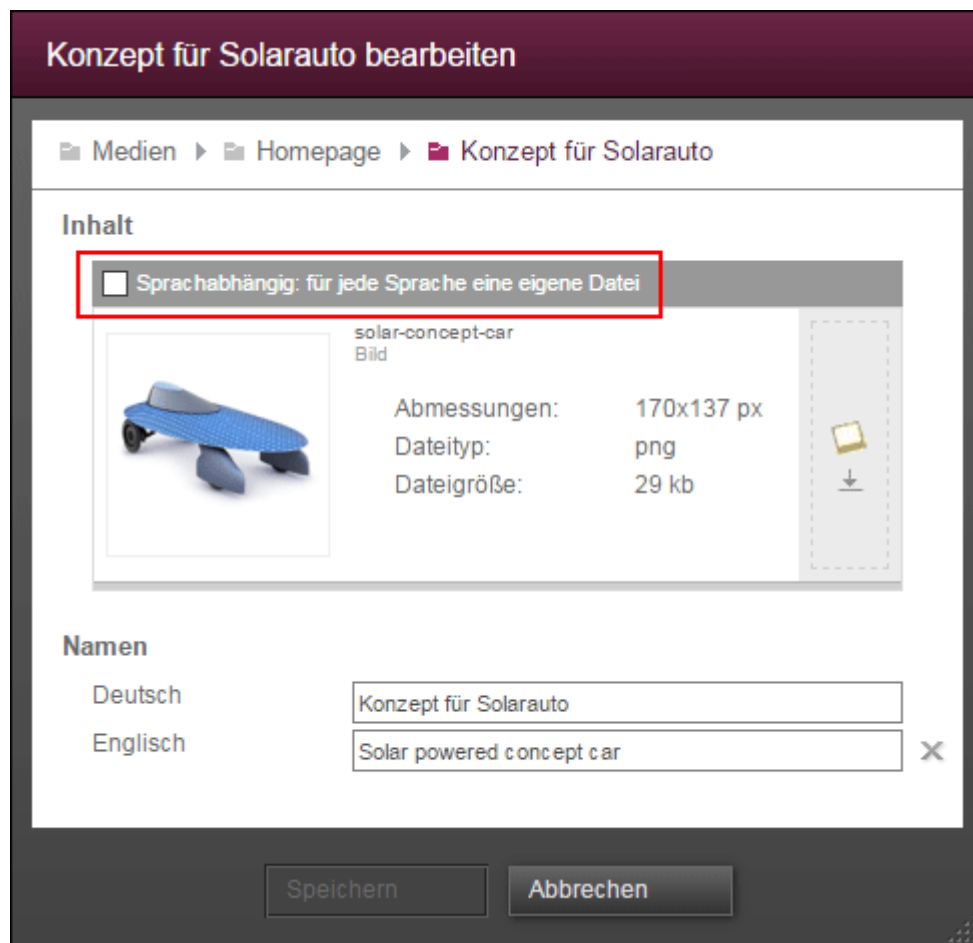 Konzept für Solarauto bearbeiten
Medien Homepage Konzept für Solarauto
Inhalt
Sprachabhängig: für jede Sprache eine eigene Datei
solar-concept-car
Bild
Abmessungen: 170x137 px
Dateityp: png
Dateigröße: 29 kb
Namen
Deutsch Konzept für Solarauto
Englisch Solar powered concept car
Speichern Abbrechen